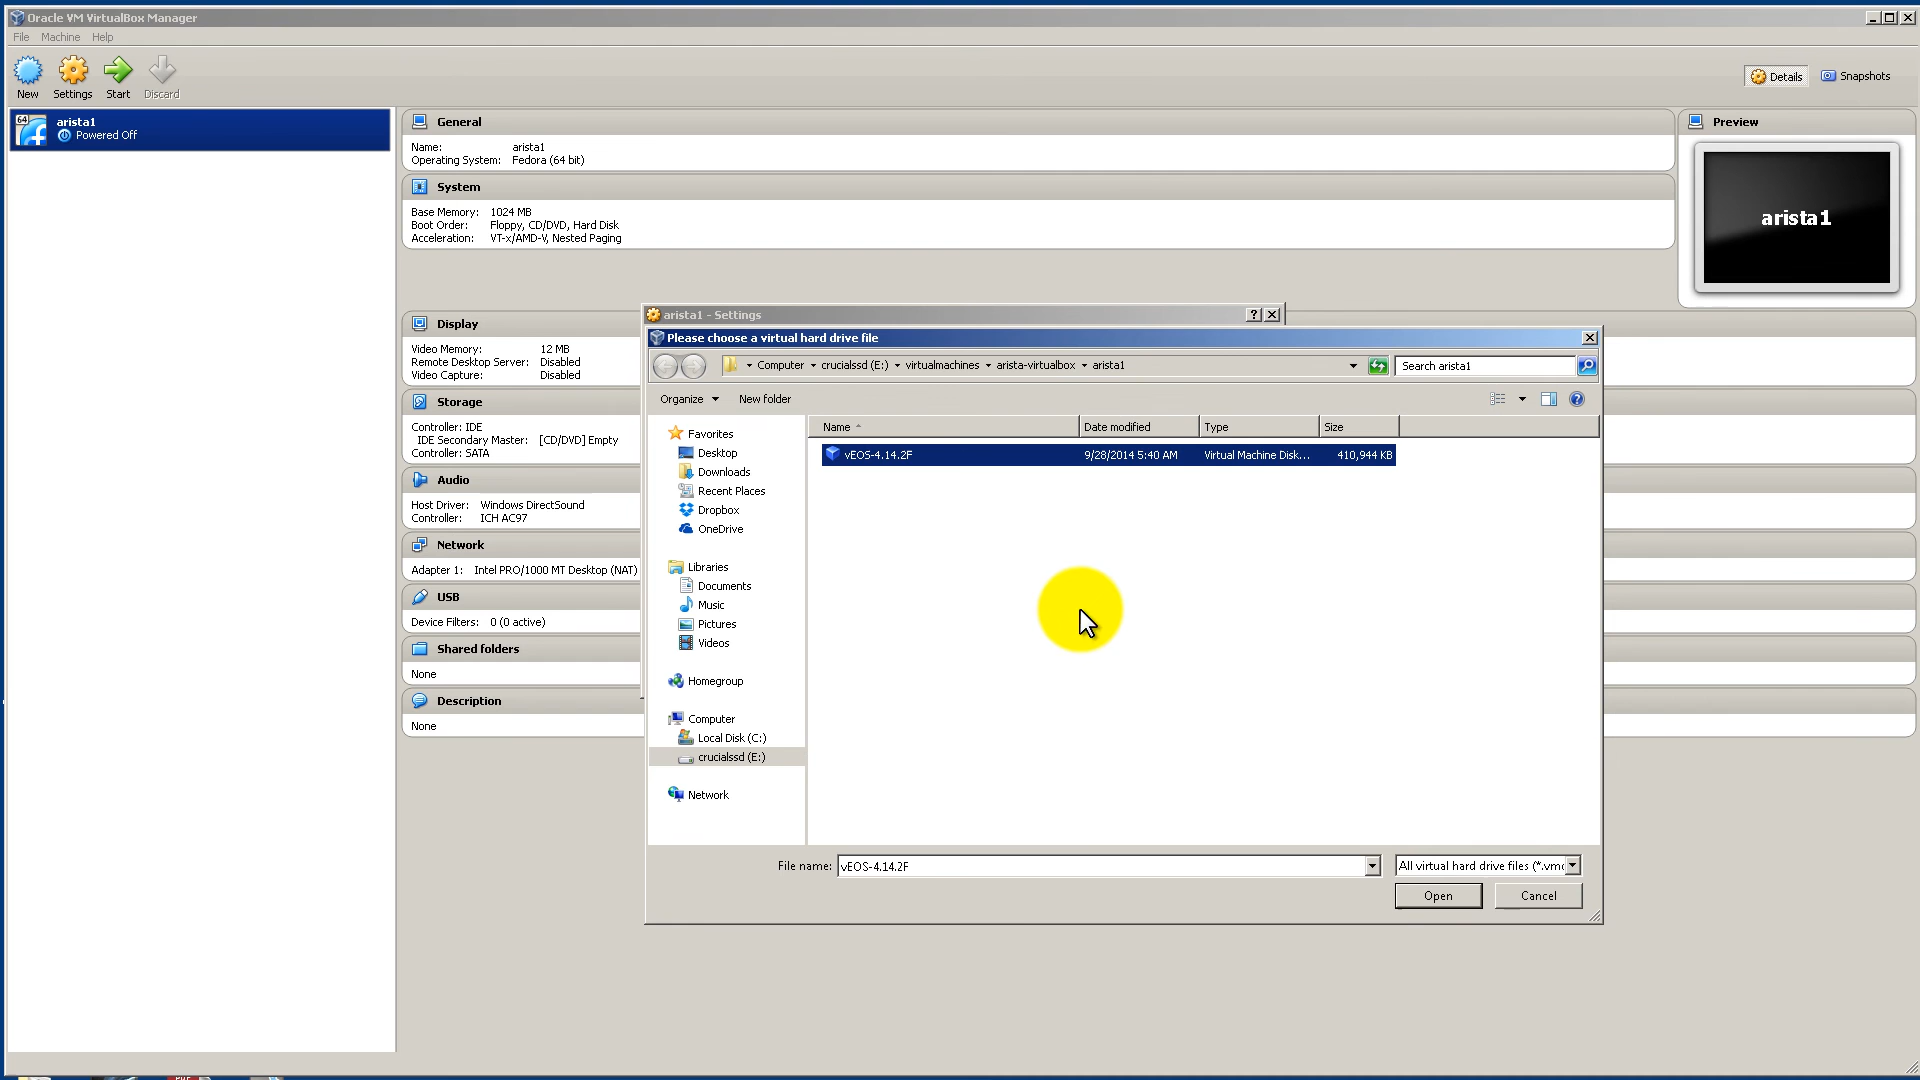 Oracle VM VirtualBox Manager
File Machine Help
New Settings Start Discard
Details Snapshots
64 arista1
Powered Off
General
Name: arista1
Operating System: Fedora (64 bit)
System
Base Memory: 1024 MB
Boot Order: Floppy, CD/DVD, Hard Disk
Acceleration: VT-x/AMD-V, Nested Paging
Preview
arista1
Display
Video Memory: 12 MB
Remote Desktop Server: Disabled
Video Capture: Disabled
Storage
Controller: IDE
IDE Secondary Master: [CD/DVD] Empty
Controller: SATA
Audio
Host Driver: Windows DirectSound
Controller: ICH AC97
Network
Adapter 1: Intel PRO/1000 MT Desktop (NAT)
USB
Device Filters: 0 (0 active)
Shared folders
None
Description
None
arista1 - Settings
Please choose a virtual hard drive file
Computer crucialssd (E:) virtualmachines arista-virtualbox arista1
Search arista1
Organize New folder
Favorites
Desktop
Downloads
Recent Places
Dropbox
OneDrive
Libraries
Documents
Music
Pictures
Videos
Homegroup
Computer
Local Disk (C:)
crucialssd (E:)
Network
Name Date modified Type Size
vEOS-4.14.2F 9/28/2014 5:40 AM Virtual Machine Disk... 410,944 KB
File name: vEOS-4.14.2F
All virtual hard drive files (*.vmd
Open Cancel